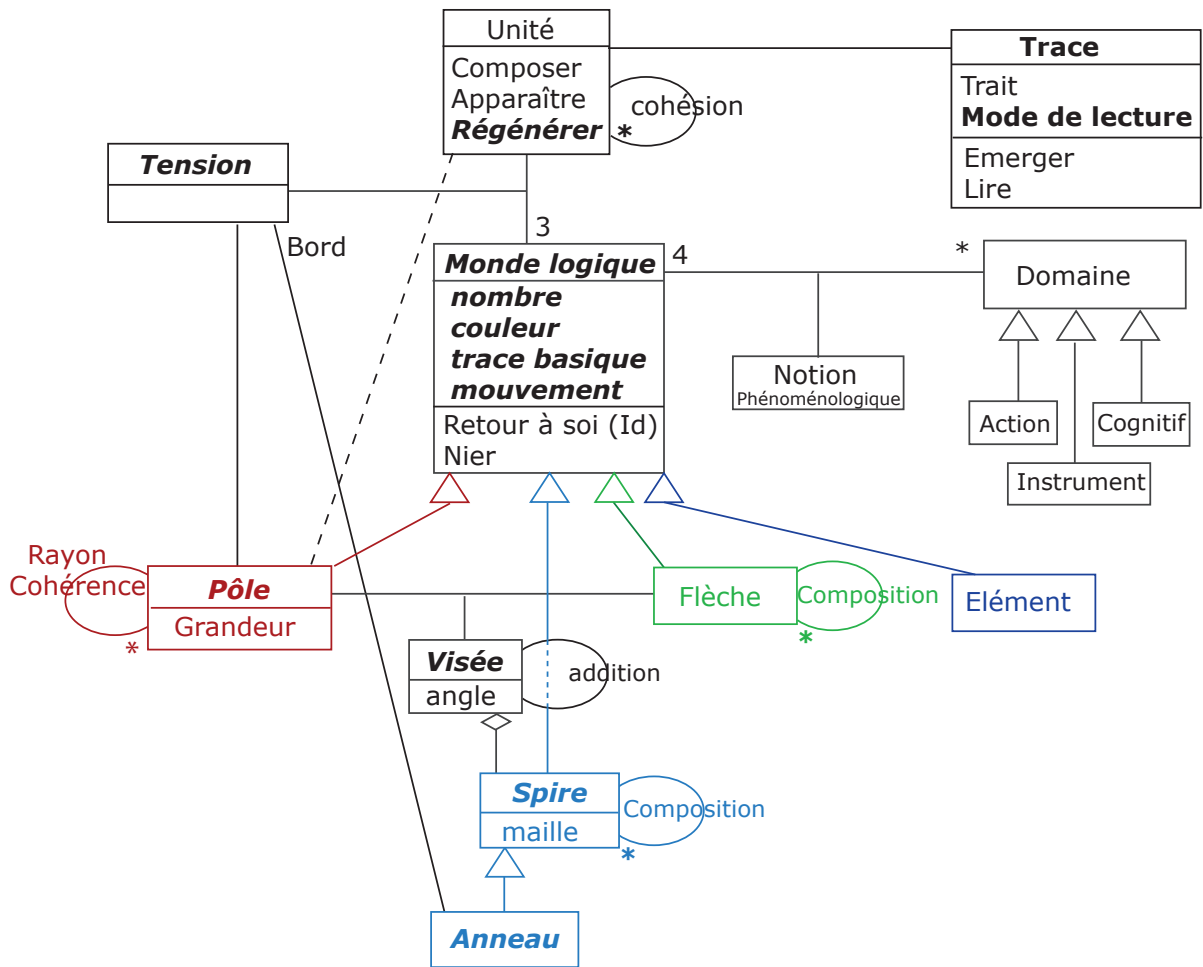 Unité
Composer
Apparaître
Régénérer
*
cohésion
Trace
Trait
Mode de lecture
Emerger
Lire
Tension
Bord
3
Monde logique
nombre
couleur
trace basique
mouvement
Retour à soi (Id)
Nier
4
*
Domaine
Notion
Phénoménologique
Action
Cognitif
Instrument
Rayon
Cohérence
*
Pôle
Grandeur
Flèche
Composition
*
Elément
Visée
angle
addition
Spire
maille
Composition
*
Anneau